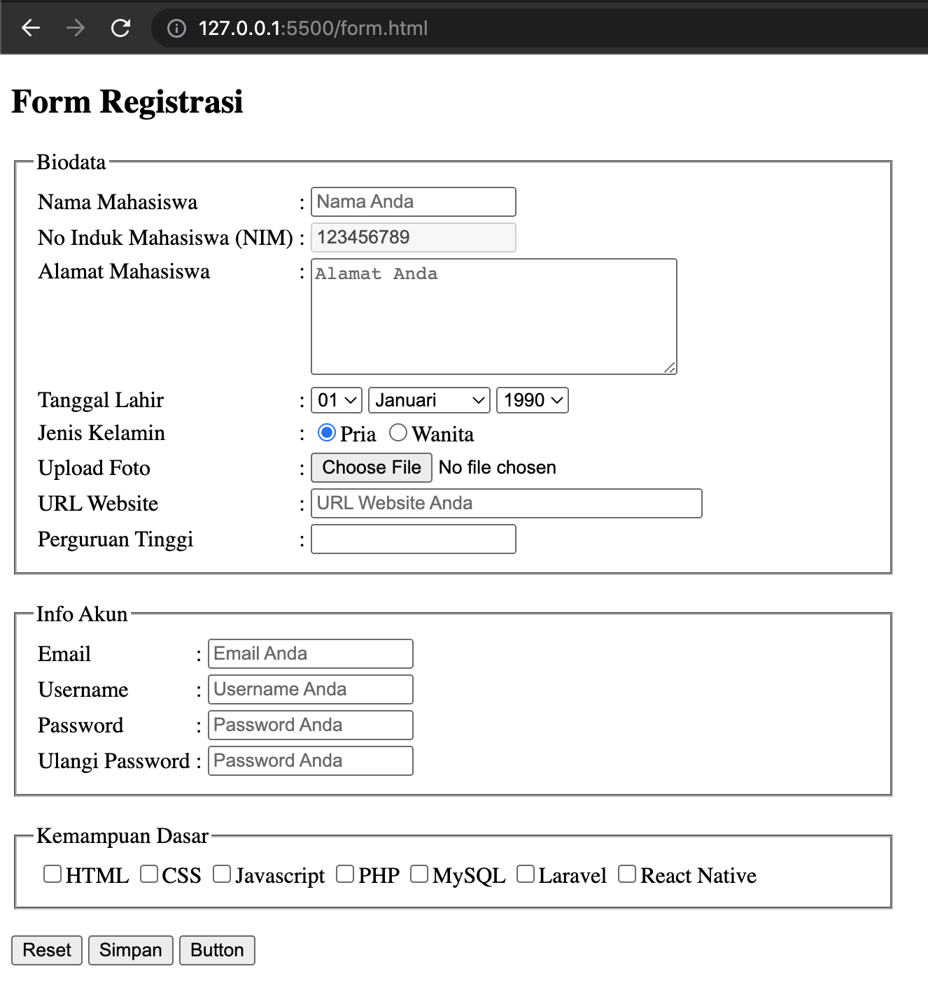 127.0.0.1:5500/form.html
Form Registrasi
Biodata
Nama Mahasiswa : Nama Anda
No Induk Mahasiswa (NIM) : 123456789
Alamat Mahasiswa : Alamat Anda
Tanggal Lahir : 01 Januari 1990
Jenis Kelamin : Pria Wanita
Upload Foto : Choose File No file chosen
URL Website : URL Website Anda
Perguruan Tinggi :
Info Akun
Email : Email Anda
Username : Username Anda
Password : Password Anda
Ulangi Password : Password Anda
Kemampuan Dasar
HTML CSS Javascript PHP MySQL Laravel React Native
Reset Simpan Button